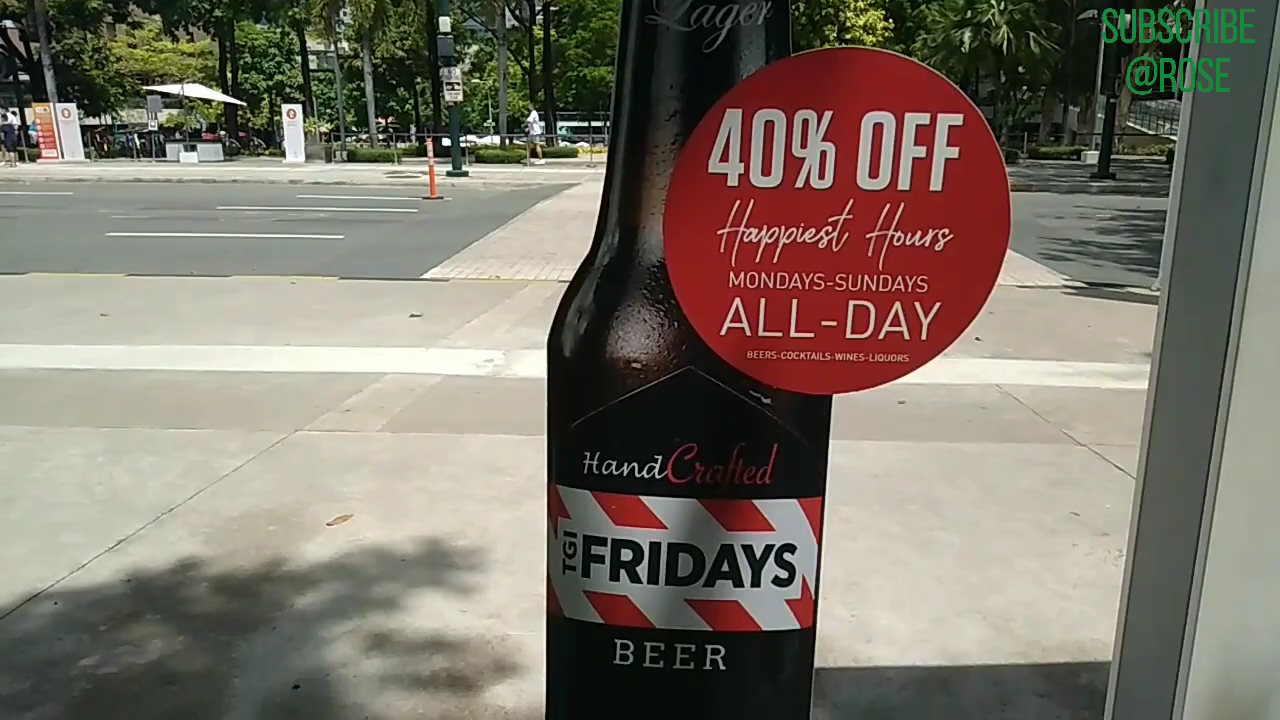 SUBSCRIBE
@ROSE
Lager
40% OFF
Happiest Hours
MONDAYS-SUNDAYS
ALL-DAY
BEERS-COCKTAILS-WINES-LIQUORS
HandCrafted
TGI FRIDAYS
BEER